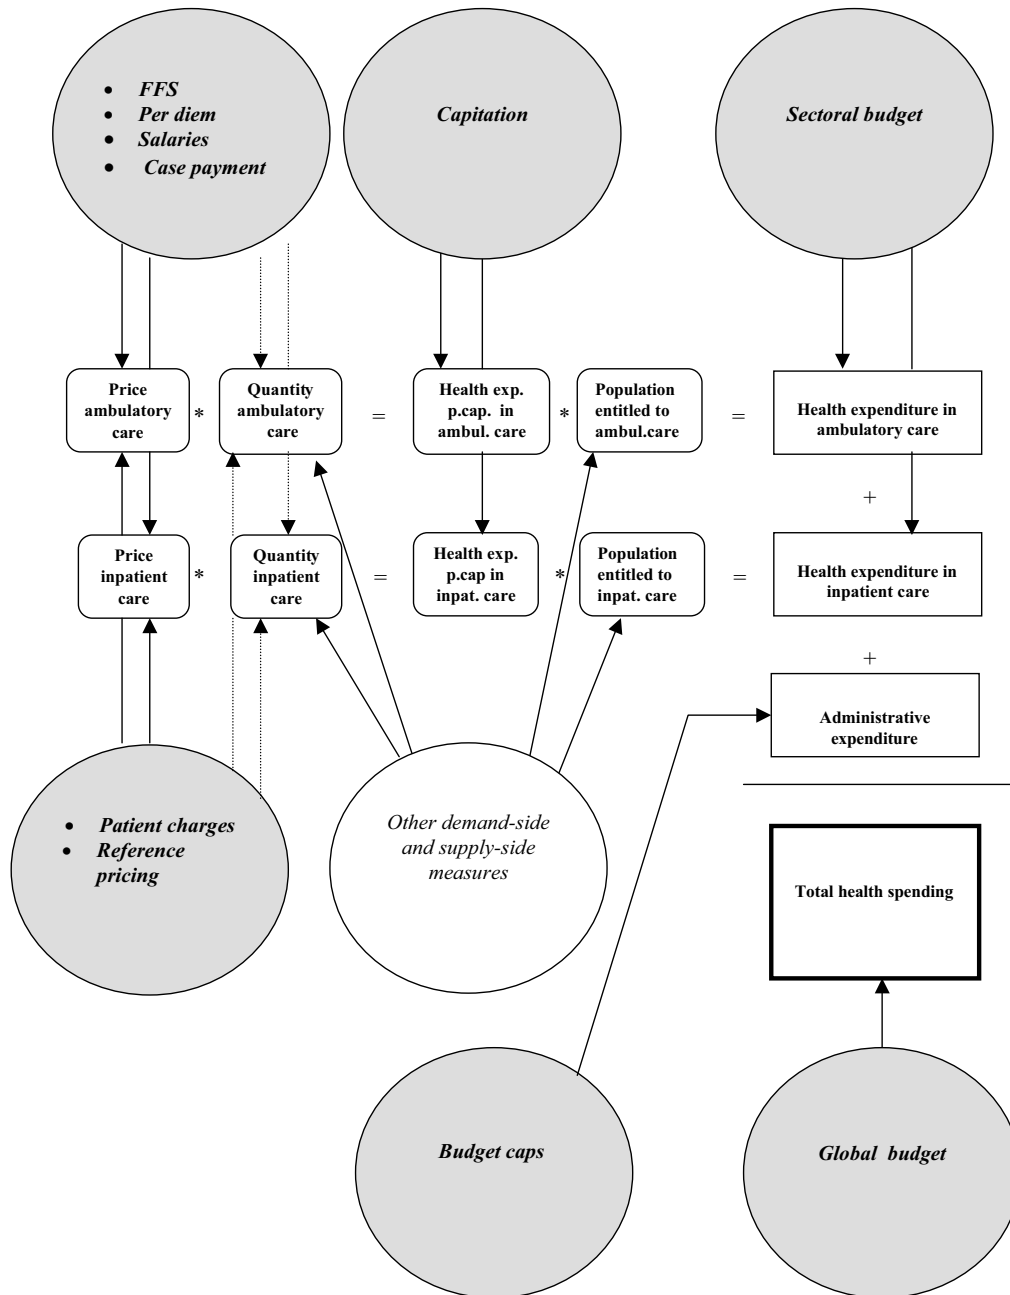 • FFS
• Per diem
• Salaries
• Case payment
Capitation
Sectoral budget
Price
ambulatory
care
*
Quantity
ambulatory
care
=
Health exp.
p.cap. in
ambul. care
*
Population
entitled to
ambul.care
=
Health expenditure in
ambulatory care
+
Price
inpatient
care
*
Quantity
inpatient
care
=
Health exp.
p.cap in
inpat. care
*
Population
entitled to
inpat. care
=
Health expenditure in
inpatient care
+
Administrative
expenditure
• Patient charges
• Reference
pricing
Other demand-side
and supply-side
measures
Total health spending
Budget caps
Global budget